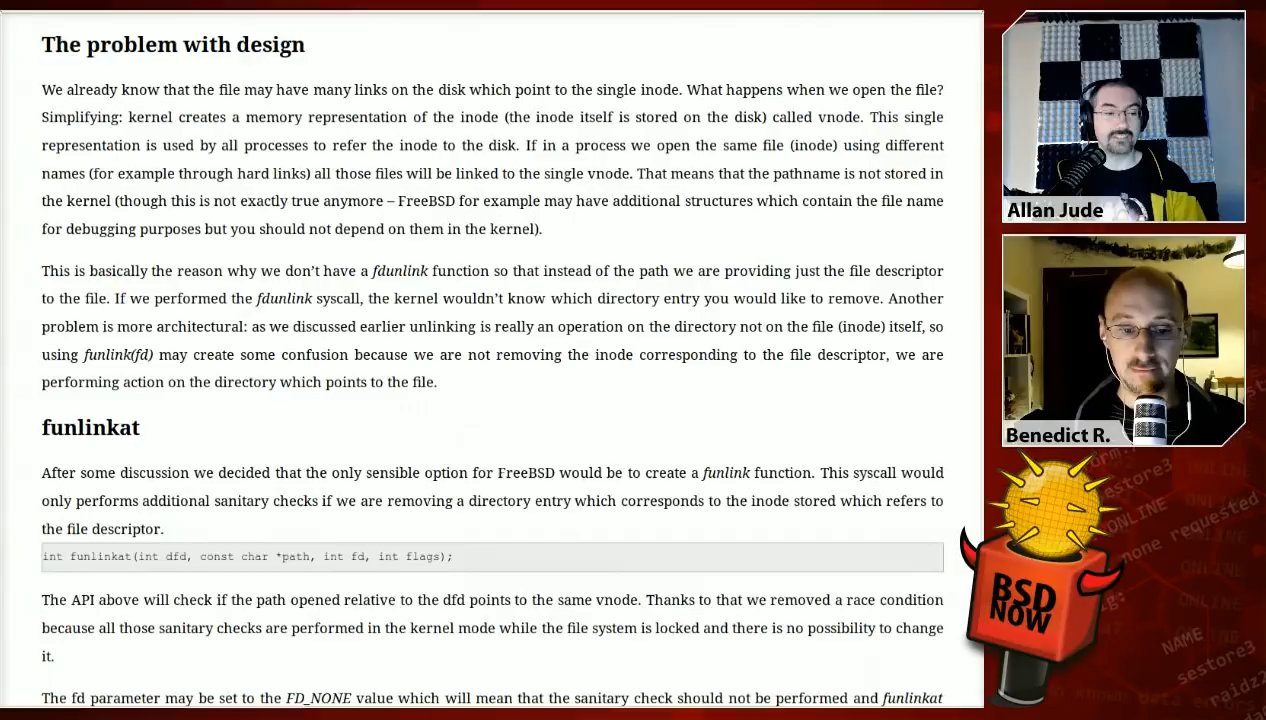 The problem with design
We already know that the file may have many links on the disk which point to the single inode. What happens when we open the file?
Simplifying: kernel creates a memory representation of the inode (the inode itself is stored on the disk) called vnode. This single
representation is used by all processes to refer the inode to the disk. If in a process we open the same file (inode) using different
names (for example through hard links) all those files will be linked to the single vnode. That means that the pathname is not stored in
the kernel (though this is not exactly true anymore – FreeBSD for example may have additional structures which contain the file name
for debugging purposes but you should not depend on them in the kernel).
This is basically the reason why we don’t have a fdunlink function so that instead of the path we are providing just the file descriptor
to the file. If we performed the fdunlink syscall, the kernel wouldn’t know which directory entry you would like to remove. Another
problem is more architectural: as we discussed earlier unlinking is really an operation on the directory not on the file (inode) itself, so
using funlink(fd) may create some confusion because we are not removing the inode corresponding to the file descriptor, we are
performing action on the directory which points to the file.
funlinkat
After some discussion we decided that the only sensible option for FreeBSD would be to create a funlink function. This syscall would
only performs additional sanitary checks if we are removing a directory entry which corresponds to the inode stored which refers to
the file descriptor.
int funlinkat(int dfd, const char *path, int fd, int flags);
The API above will check if the path opened relative to the dfd points to the same vnode. Thanks to that we removed a race condition
because all those sanitary checks are performed in the kernel mode while the file system is locked and there is no possibility to change
it.
The fd parameter may be set to the FD_NONE value which will mean that the sanitary check should not be performed and funlinkat
Allan Jude
Benedict R.
BSD
NOW
ONLINE
ONLINE
none requested
ONLINE
NAME
sestore3
raidz2